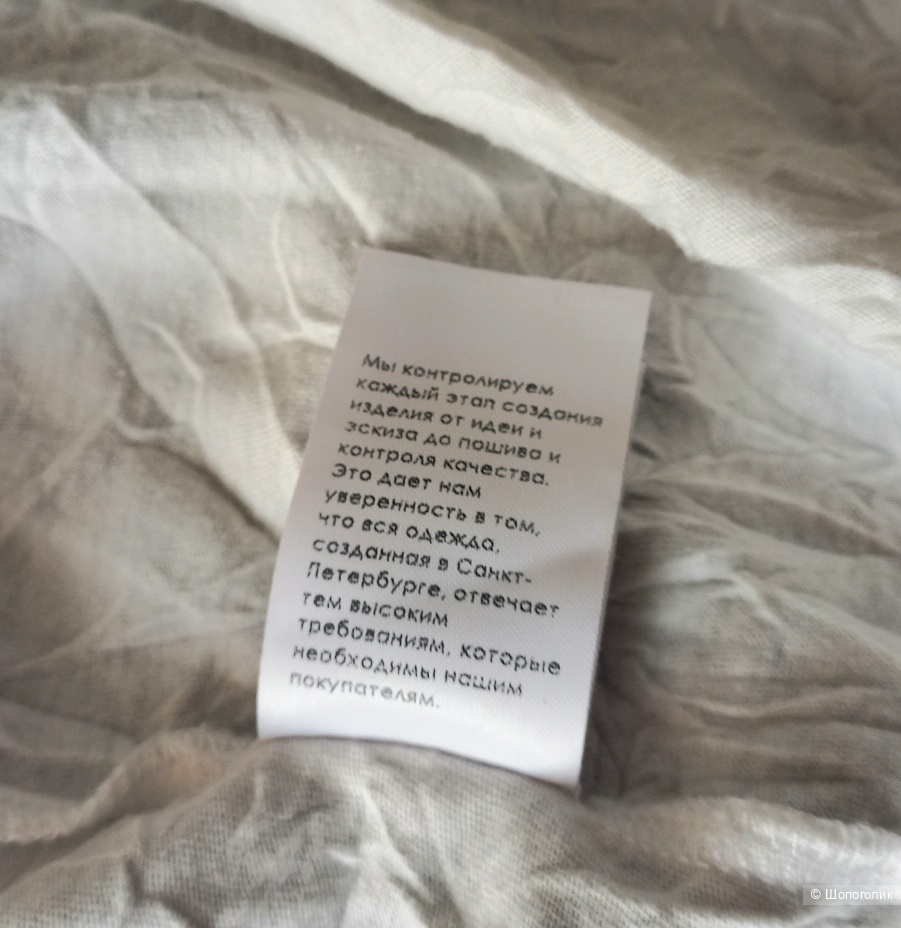 Мы контролируем
каждый этап создания
изделия от идеи и
эскиза до пошива и
контроля качества.
Это дает нам
уверенность в том,
что вся одежда,
созданная в Санкт-
Петербурге, отвечает
тем высоким
требованиям, которые
необходимы нашим
покупателям.
© Шопоголик